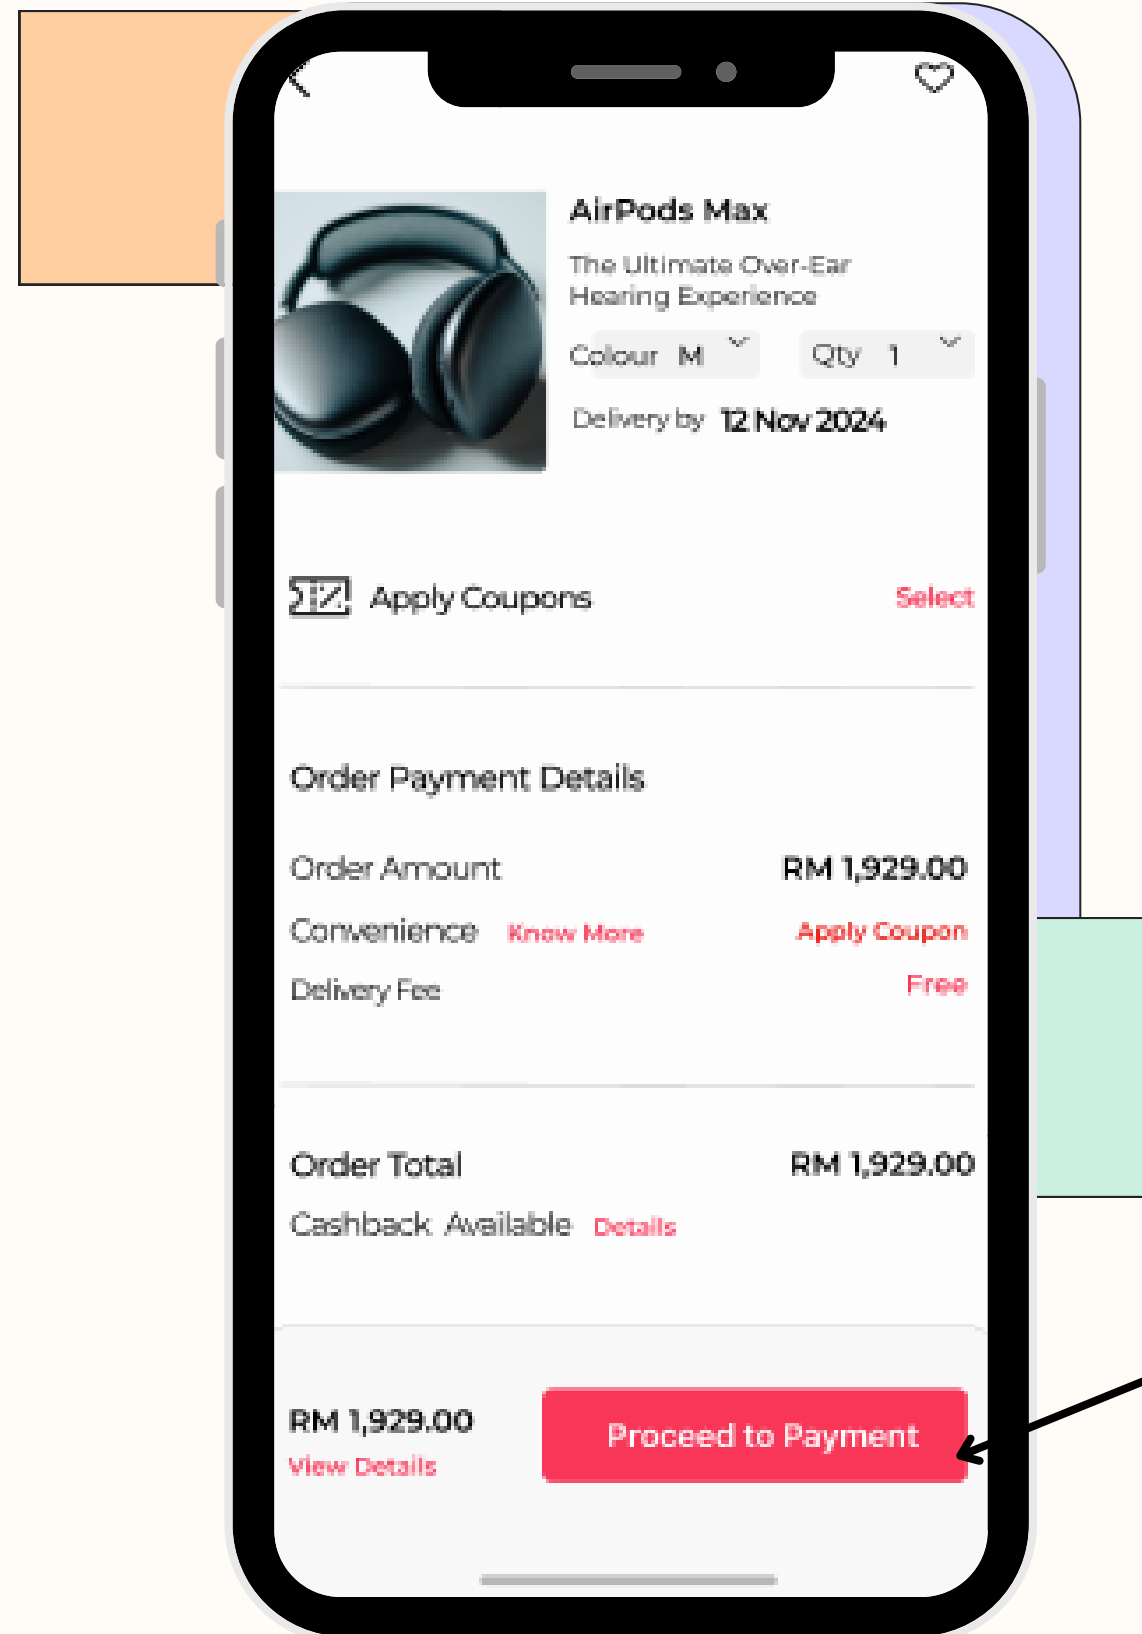 AirPods Max
The Ultimate Over-Ear
Hearing Experience
Colour M Qty 1
Delivery by 12 Nov 2024
Apply Coupons Select
Order Payment Details
Order Amount RM 1,929.00
Convenience Know More Apply Coupon
Delivery Fee Free
Order Total RM 1,929.00
Cashback Available Details
RM 1,929.00
View Details
Proceed to Payment